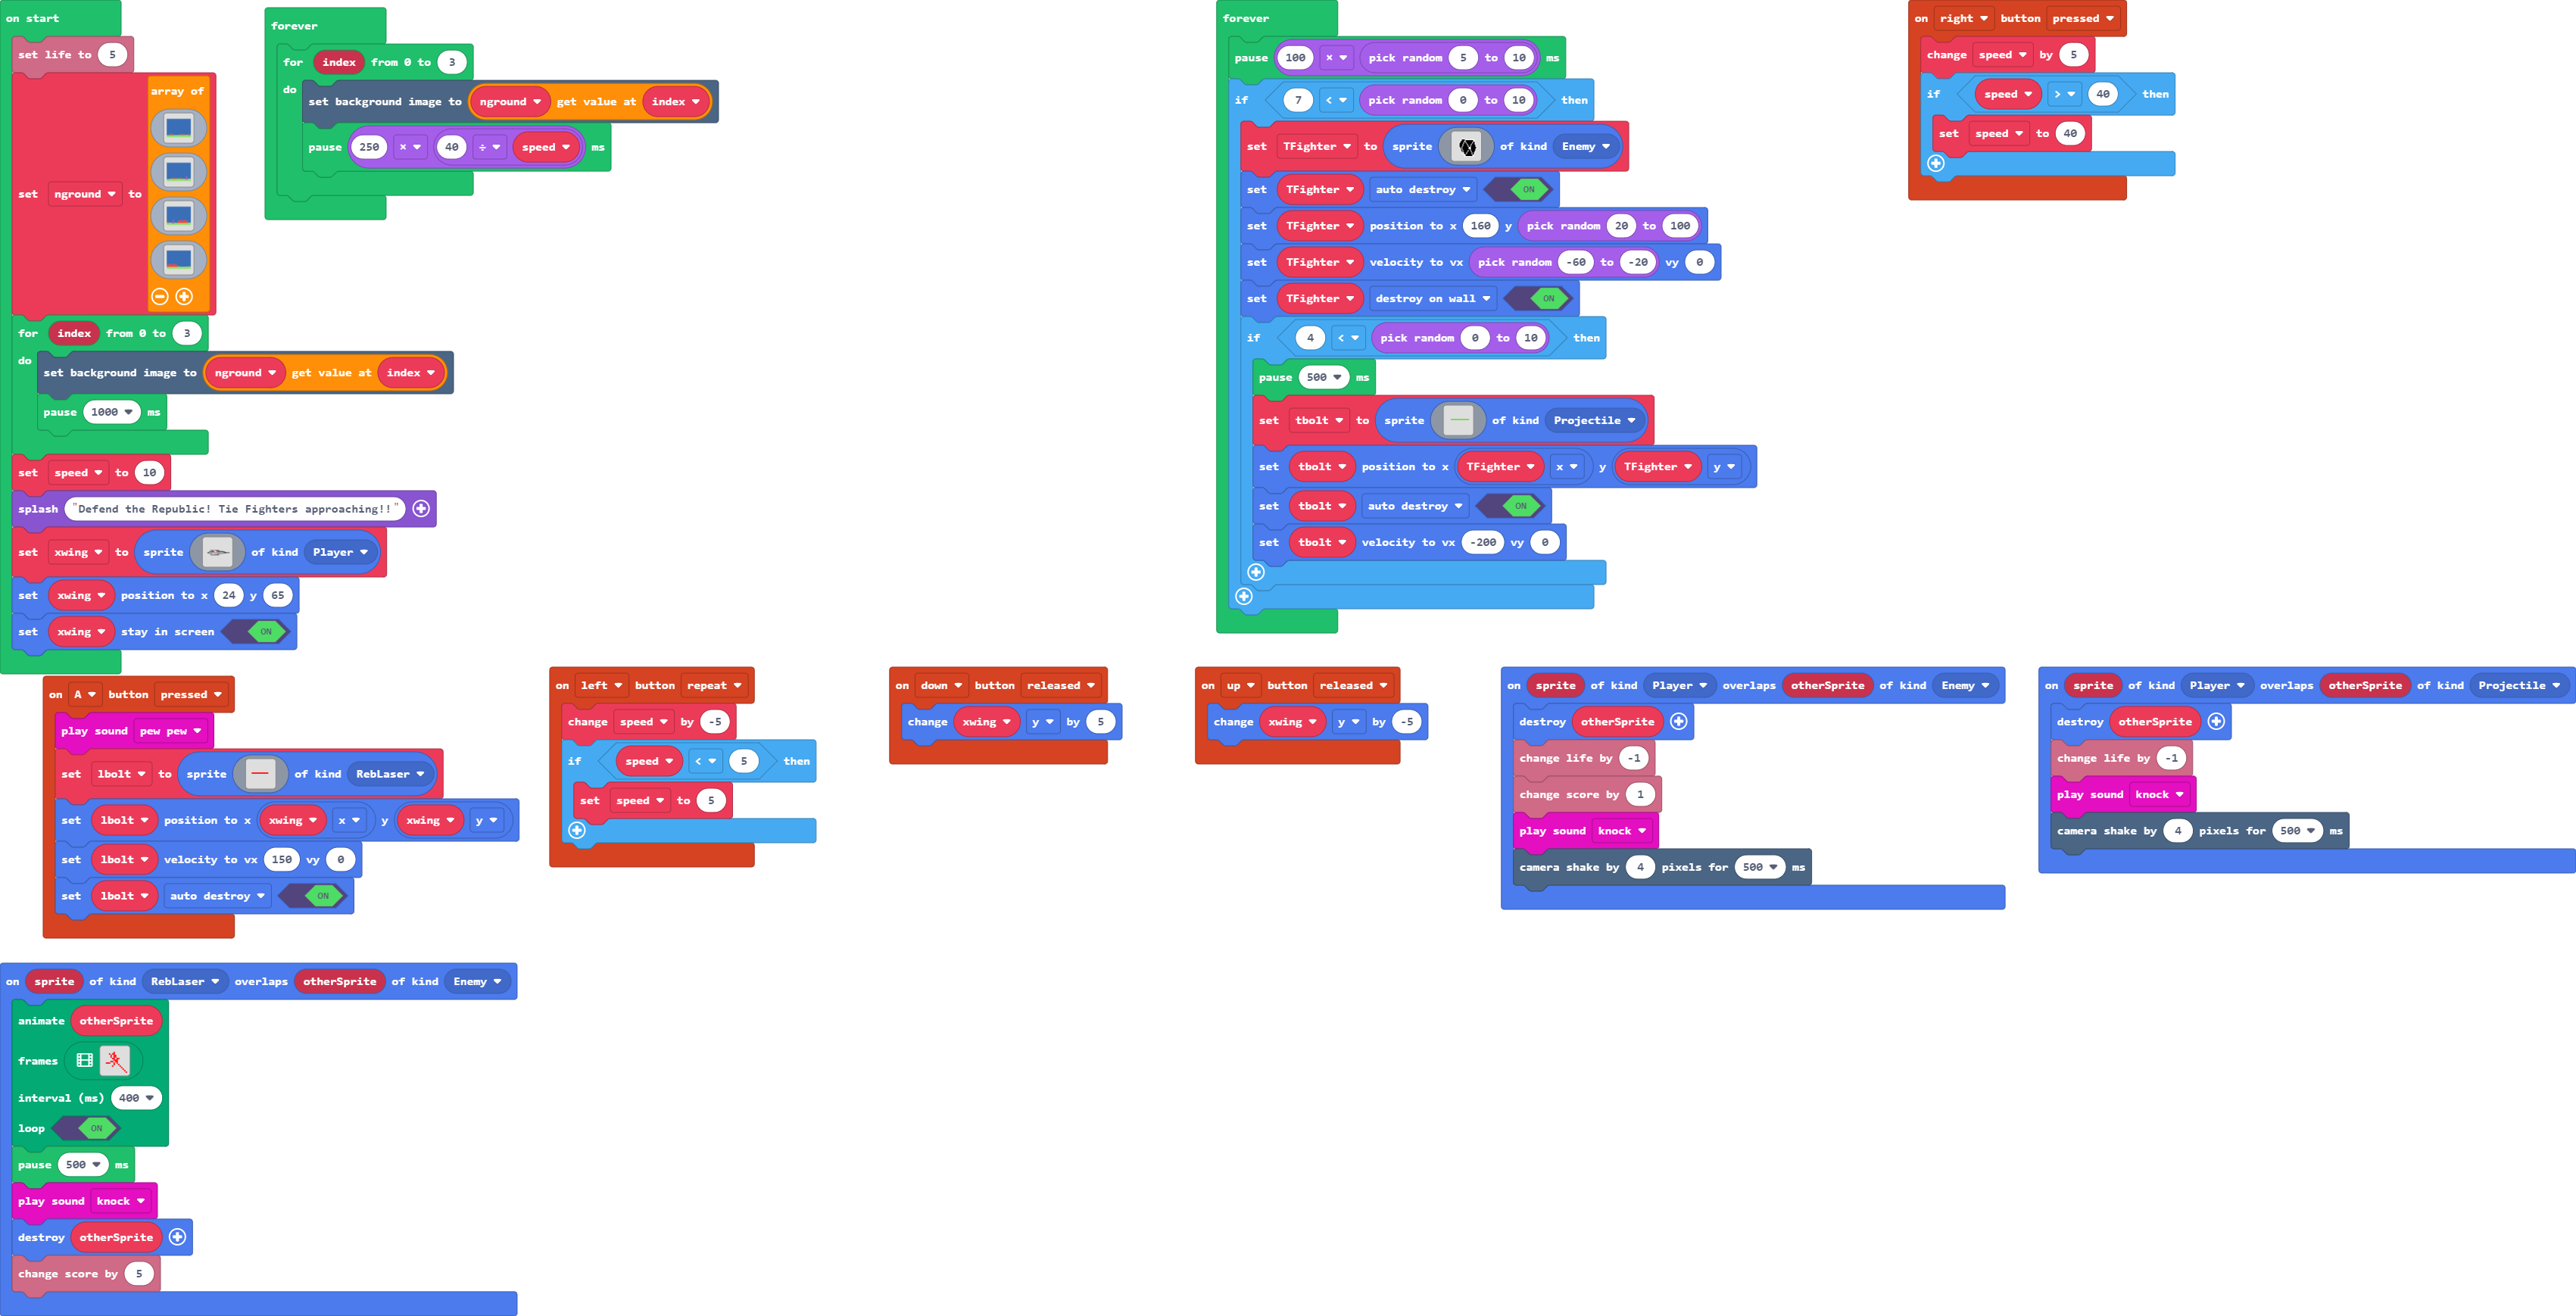 on start
set life to 5
set nground to array of
for index from 0 to 3
do
set background image to nground get value at index
pause 1000 ms
set speed to 10
splash "Defend the Republic! Tie Fighters approaching!!"
set xwing to sprite of kind Player
set xwing position to x 24 y 65
set xwing stay in screen ON
forever
for index from 0 to 3
do
set background image to nground get value at index
pause 250 × 40 ÷ speed ms
forever
pause 100 × pick random 5 to 10 ms
if 7 < pick random 0 to 10 then
set TFighter to sprite of kind Enemy
set TFighter auto destroy ON
set TFighter position to x 160 y pick random 20 to 100
set TFighter velocity to vx pick random -60 to -20 vy 0
set TFighter destroy on wall ON
if 4 < pick random 0 to 10 then
pause 500 ms
set tbolt to sprite of kind Projectile
set tbolt position to x TFighter x y TFighter y
set tbolt auto destroy ON
set tbolt velocity to vx -200 vy 0
on right button pressed
change speed by 5
if speed > 40 then
set speed to 40
on A button pressed
play sound pew pew
set lbolt to sprite of kind RebLaser
set lbolt position to x xwing x y xwing y
set lbolt velocity to vx 150 vy 0
set lbolt auto destroy ON
on left button repeat
change speed by -5
if speed < 5 then
set speed to 5
on down button released
change xwing y by 5
on up button released
change xwing y by -5
on sprite of kind Player overlaps otherSprite of kind Enemy
destroy otherSprite
change life by -1
change score by 1
play sound knock
camera shake by 4 pixels for 500 ms
on sprite of kind Player overlaps otherSprite of kind Projectile
destroy otherSprite
change life by -1
play sound knock
camera shake by 4 pixels for 500 ms
on sprite of kind RebLaser overlaps otherSprite of kind Enemy
animate otherSprite
frames
interval (ms) 400
loop ON
pause 500 ms
play sound knock
destroy otherSprite
change score by 5